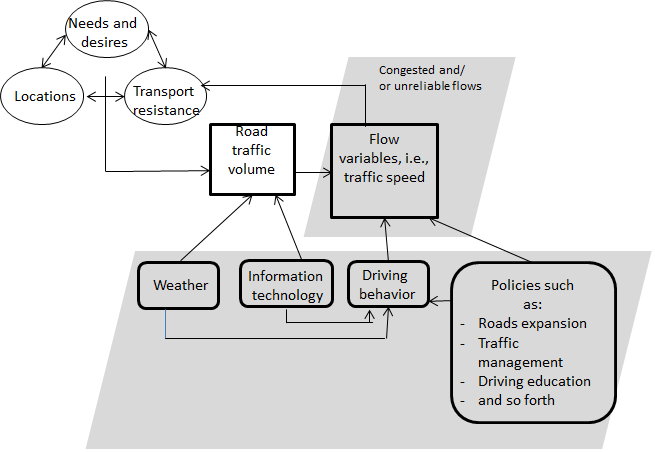 Needs and
desires
Locations
Transport
resistance
Congested and/
or unreliable flows
Road
traffic
volume
Flow
variables, i.e.,
traffic speed
Weather
Information
technology
Driving
behavior
Policies such
as:
- Roads expansion
- Traffic
management
- Driving education
- and so forth